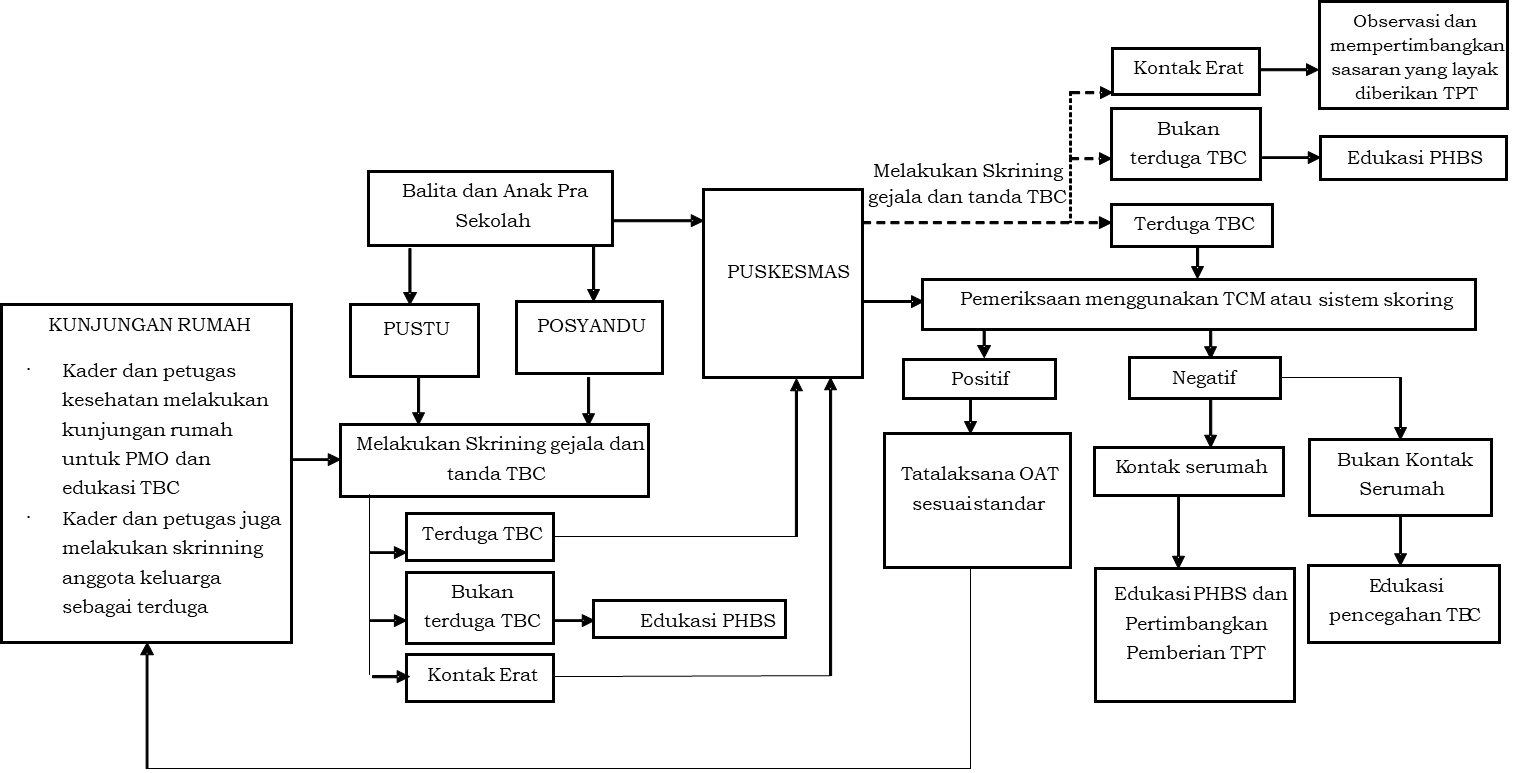 Observasi dan
mempertimbangkan
sasaran yang layak
diberikan TPT
Kontak Erat
Bukan
terduga TBC
Edukasi PHBS
Melakukan Skrining
gejala dan tanda TBC
Terduga TBC
Balita dan Anak Pra
Sekolah
PUSKESMAS
Pemeriksaan menggunakan TCM atau sistem skoring
KUNJUNGAN RUMAH
· Kader dan petugas
kesehatan melakukan
kunjungan rumah
untuk PMO dan
edukasi TBC
· Kader dan petugas juga
melakukan skrinning
anggota keluarga
sebagai terduga
PUSTU
POSYANDU
Positif
Negatif
Melakukan Skrining gejala dan
tanda TBC
Tatalaksana OAT
sesuai standar
Kontak serumah
Bukan Kontak
Serumah
Terduga TBC
Bukan
terduga TBC
Edukasi PHBS
Kontak Erat
Edukasi PHBS dan
Pertimbangkan
Pemberian TPT
Edukasi
pencegahan TBC